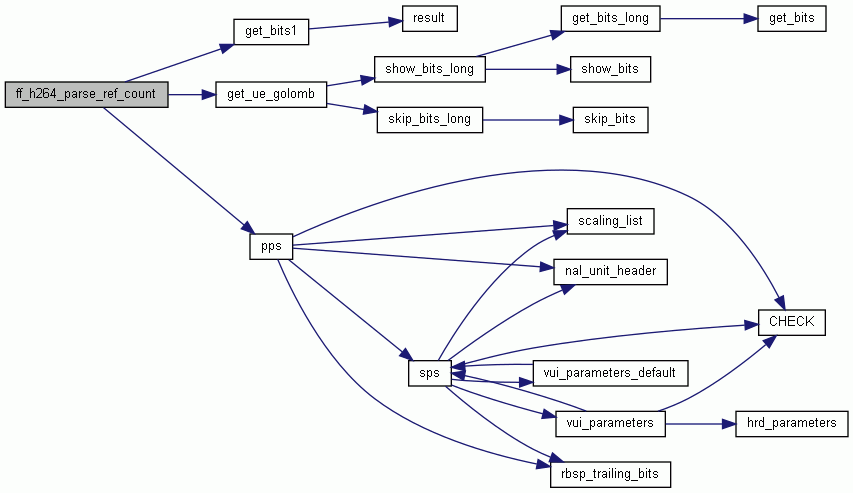 result
get_bits_long
get_bits
get_bits1
show_bits_long
show_bits
ff_h264_parse_ref_count
get_ue_golomb
skip_bits_long
skip_bits
scaling_list
pps
nal_unit_header
CHECK
sps
vui_parameters_default
vui_parameters
hrd_parameters
rbsp_trailing_bits